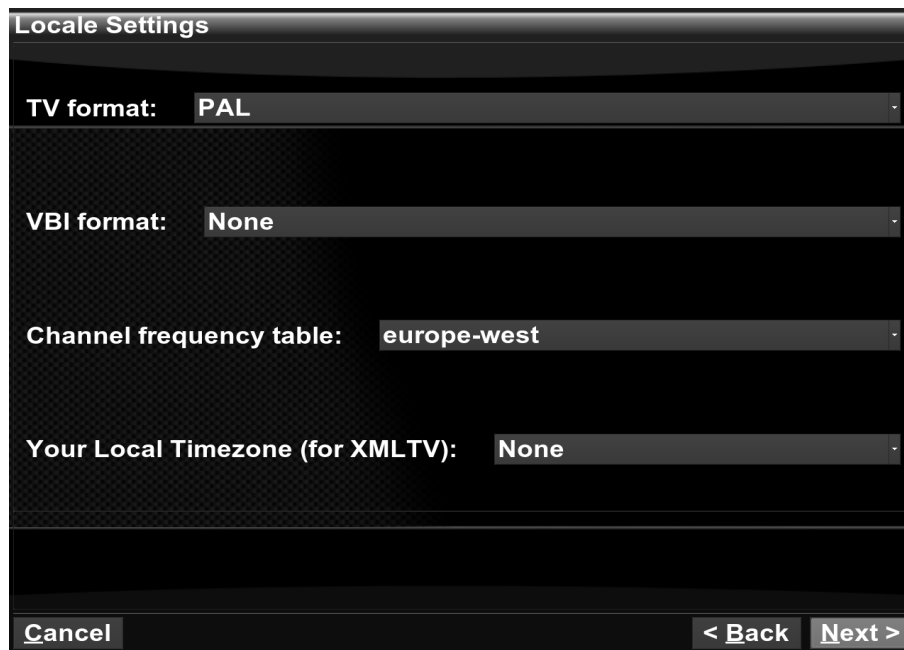 Locale Settings
TV format: PAL
VBI format: None
Channel frequency table: europe-west
Your Local Timezone (for XMLTV): None
Cancel < Back Next >